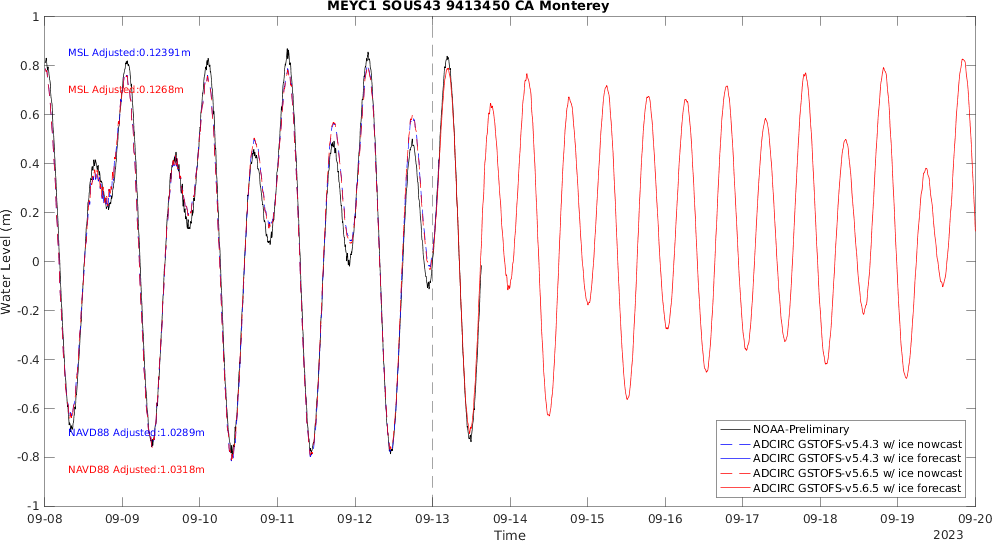 MEYC1 SOUS43 9413450 CA Monterey
1
0.8
0.6
0.4
0.2
0
-0.2
-0.4
-0.6
-0.8
-1
Water Level (m)
MSL Adjusted:0.12391m
MSL Adjusted:0.1268m
NAVD88 Adjusted:1.0289m
NAVD88 Adjusted:1.0318m
NOAA-Preliminary
ADCIRC GSTOFS-v5.4.3 w/ ice nowcast
ADCIRC GSTOFS-v5.4.3 w/ ice forecast
ADCIRC GSTOFS-v5.6.5 w/ ice nowcast
ADCIRC GSTOFS-v5.6.5 w/ ice forecast
09-08 09-09 09-10 09-11 09-12 09-13 09-14 09-15 09-16 09-17 09-18 09-19 09-20
Time
2023